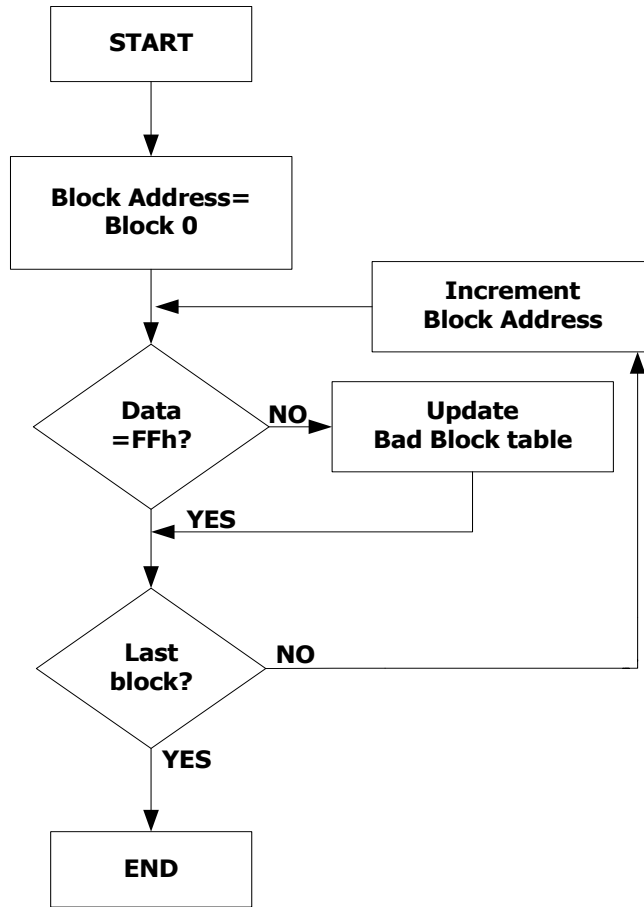 START
Block Address=
Block 0
Increment
Block Address
Data
=FFh?
NO
Update
Bad Block table
YES
Last
block?
NO
YES
END